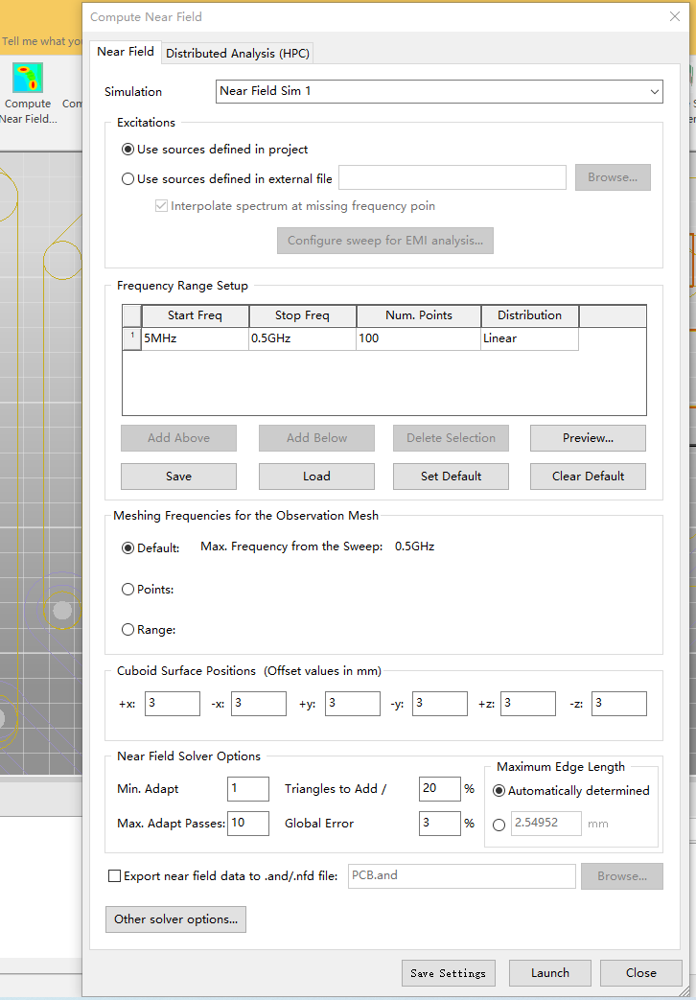 Compute Near Field
Tell me what you
Compute
Near Field...
Near Field
Distributed Analysis (HPC)
Simulation
Near Field Sim 1
Excitations
Use sources defined in project
Use sources defined in external file
Browse...
Interpolate spectrum at missing frequency poin
Configure sweep for EMI analysis...
Frequency Range Setup
Start Freq Stop Freq Num. Points Distribution
1 5MHz 0.5GHz 100 Linear
Add Above Add Below Delete Selection Preview...
Save Load Set Default Clear Default
Meshing Frequencies for the Observation Mesh
Default: Max. Frequency from the Sweep: 0.5GHz
Points:
Range:
Cuboid Surface Positions (Offset values in mm)
+x: 3 -x: 3 +y: 3 -y: 3 +z: 3 -z: 3
Near Field Solver Options
Min. Adapt 1 Triangles to Add / 20 %
Max. Adapt Passes: 10 Global Error 3 %
Maximum Edge Length
Automatically determined
2.54952 mm
Export near field data to .and/.nfd file: PCB.and Browse...
Other solver options...
Save Settings Launch Close